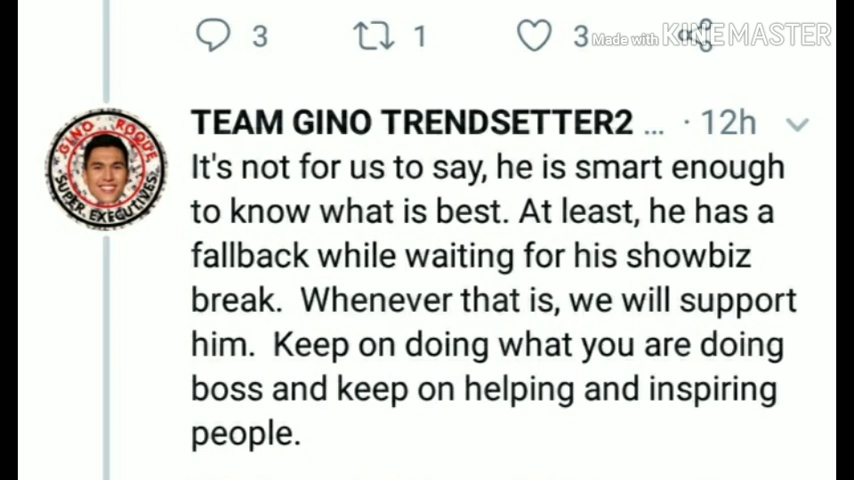 3 1 3
Made with KINEMASTER
TEAM GINO TRENDSETTER2 ... · 12h
GINO ROQUE
SUPER EXECUTIVES
It's not for us to say, he is smart enough
to know what is best. At least, he has a
fallback while waiting for his showbiz
break.  Whenever that is, we will support
him.  Keep on doing what you are doing
boss and keep on helping and inspiring
people.